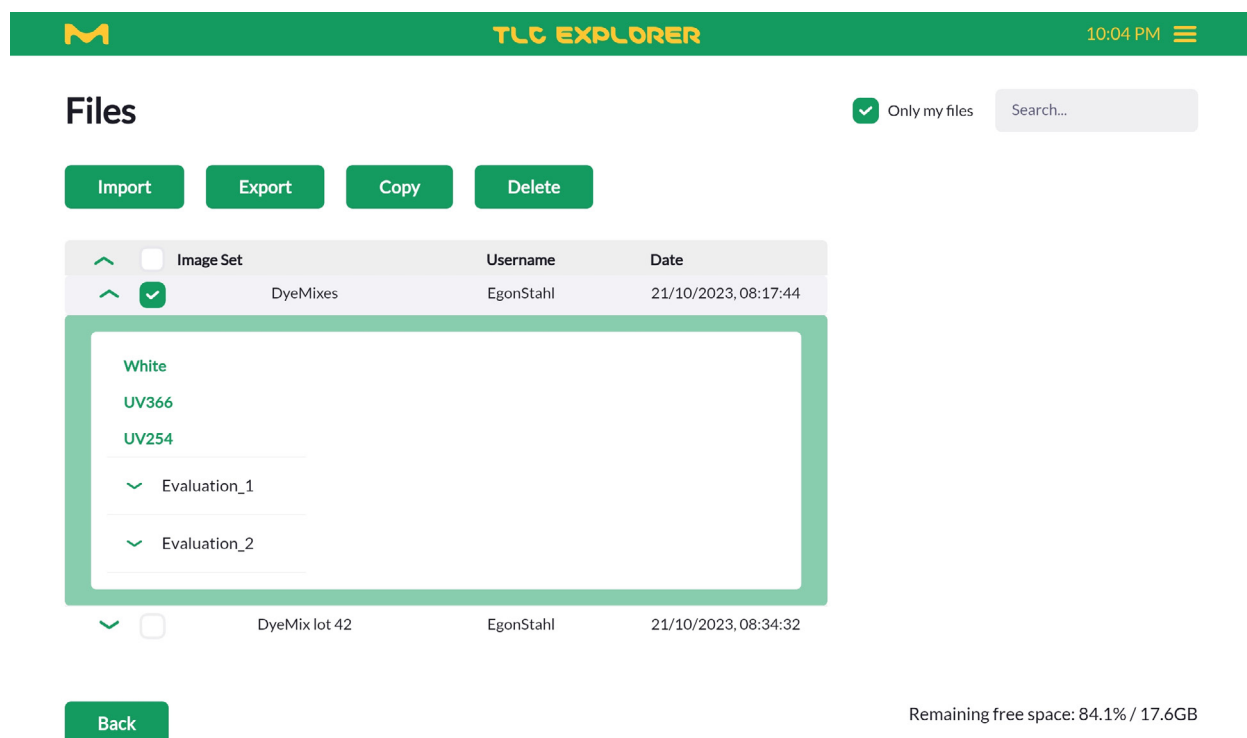 TLC EXPLORER 10:04 PM
Files
Only my files Search...
Import Export Copy Delete
Image Set Username Date
DyeMixes EgonStahl 21/10/2023, 08:17:44
White
UV366
UV254
Evaluation_1
Evaluation_2
DyeMix lot 42 EgonStahl 21/10/2023, 08:34:32
Back Remaining free space: 84.1% / 17.6GB